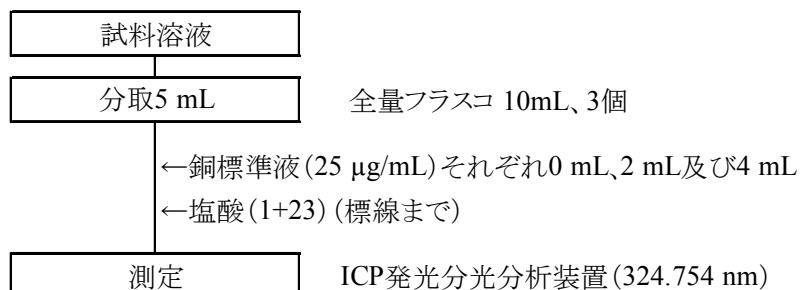 試料溶液
分取5 mL 全量フラスコ 10mL、3個
←銅標準液(25 µg/mL)それぞれ0 mL、2 mL及び4 mL
←塩酸(1+23) (標線まで)
測定 ICP発光分光分析装置(324.754 nm)